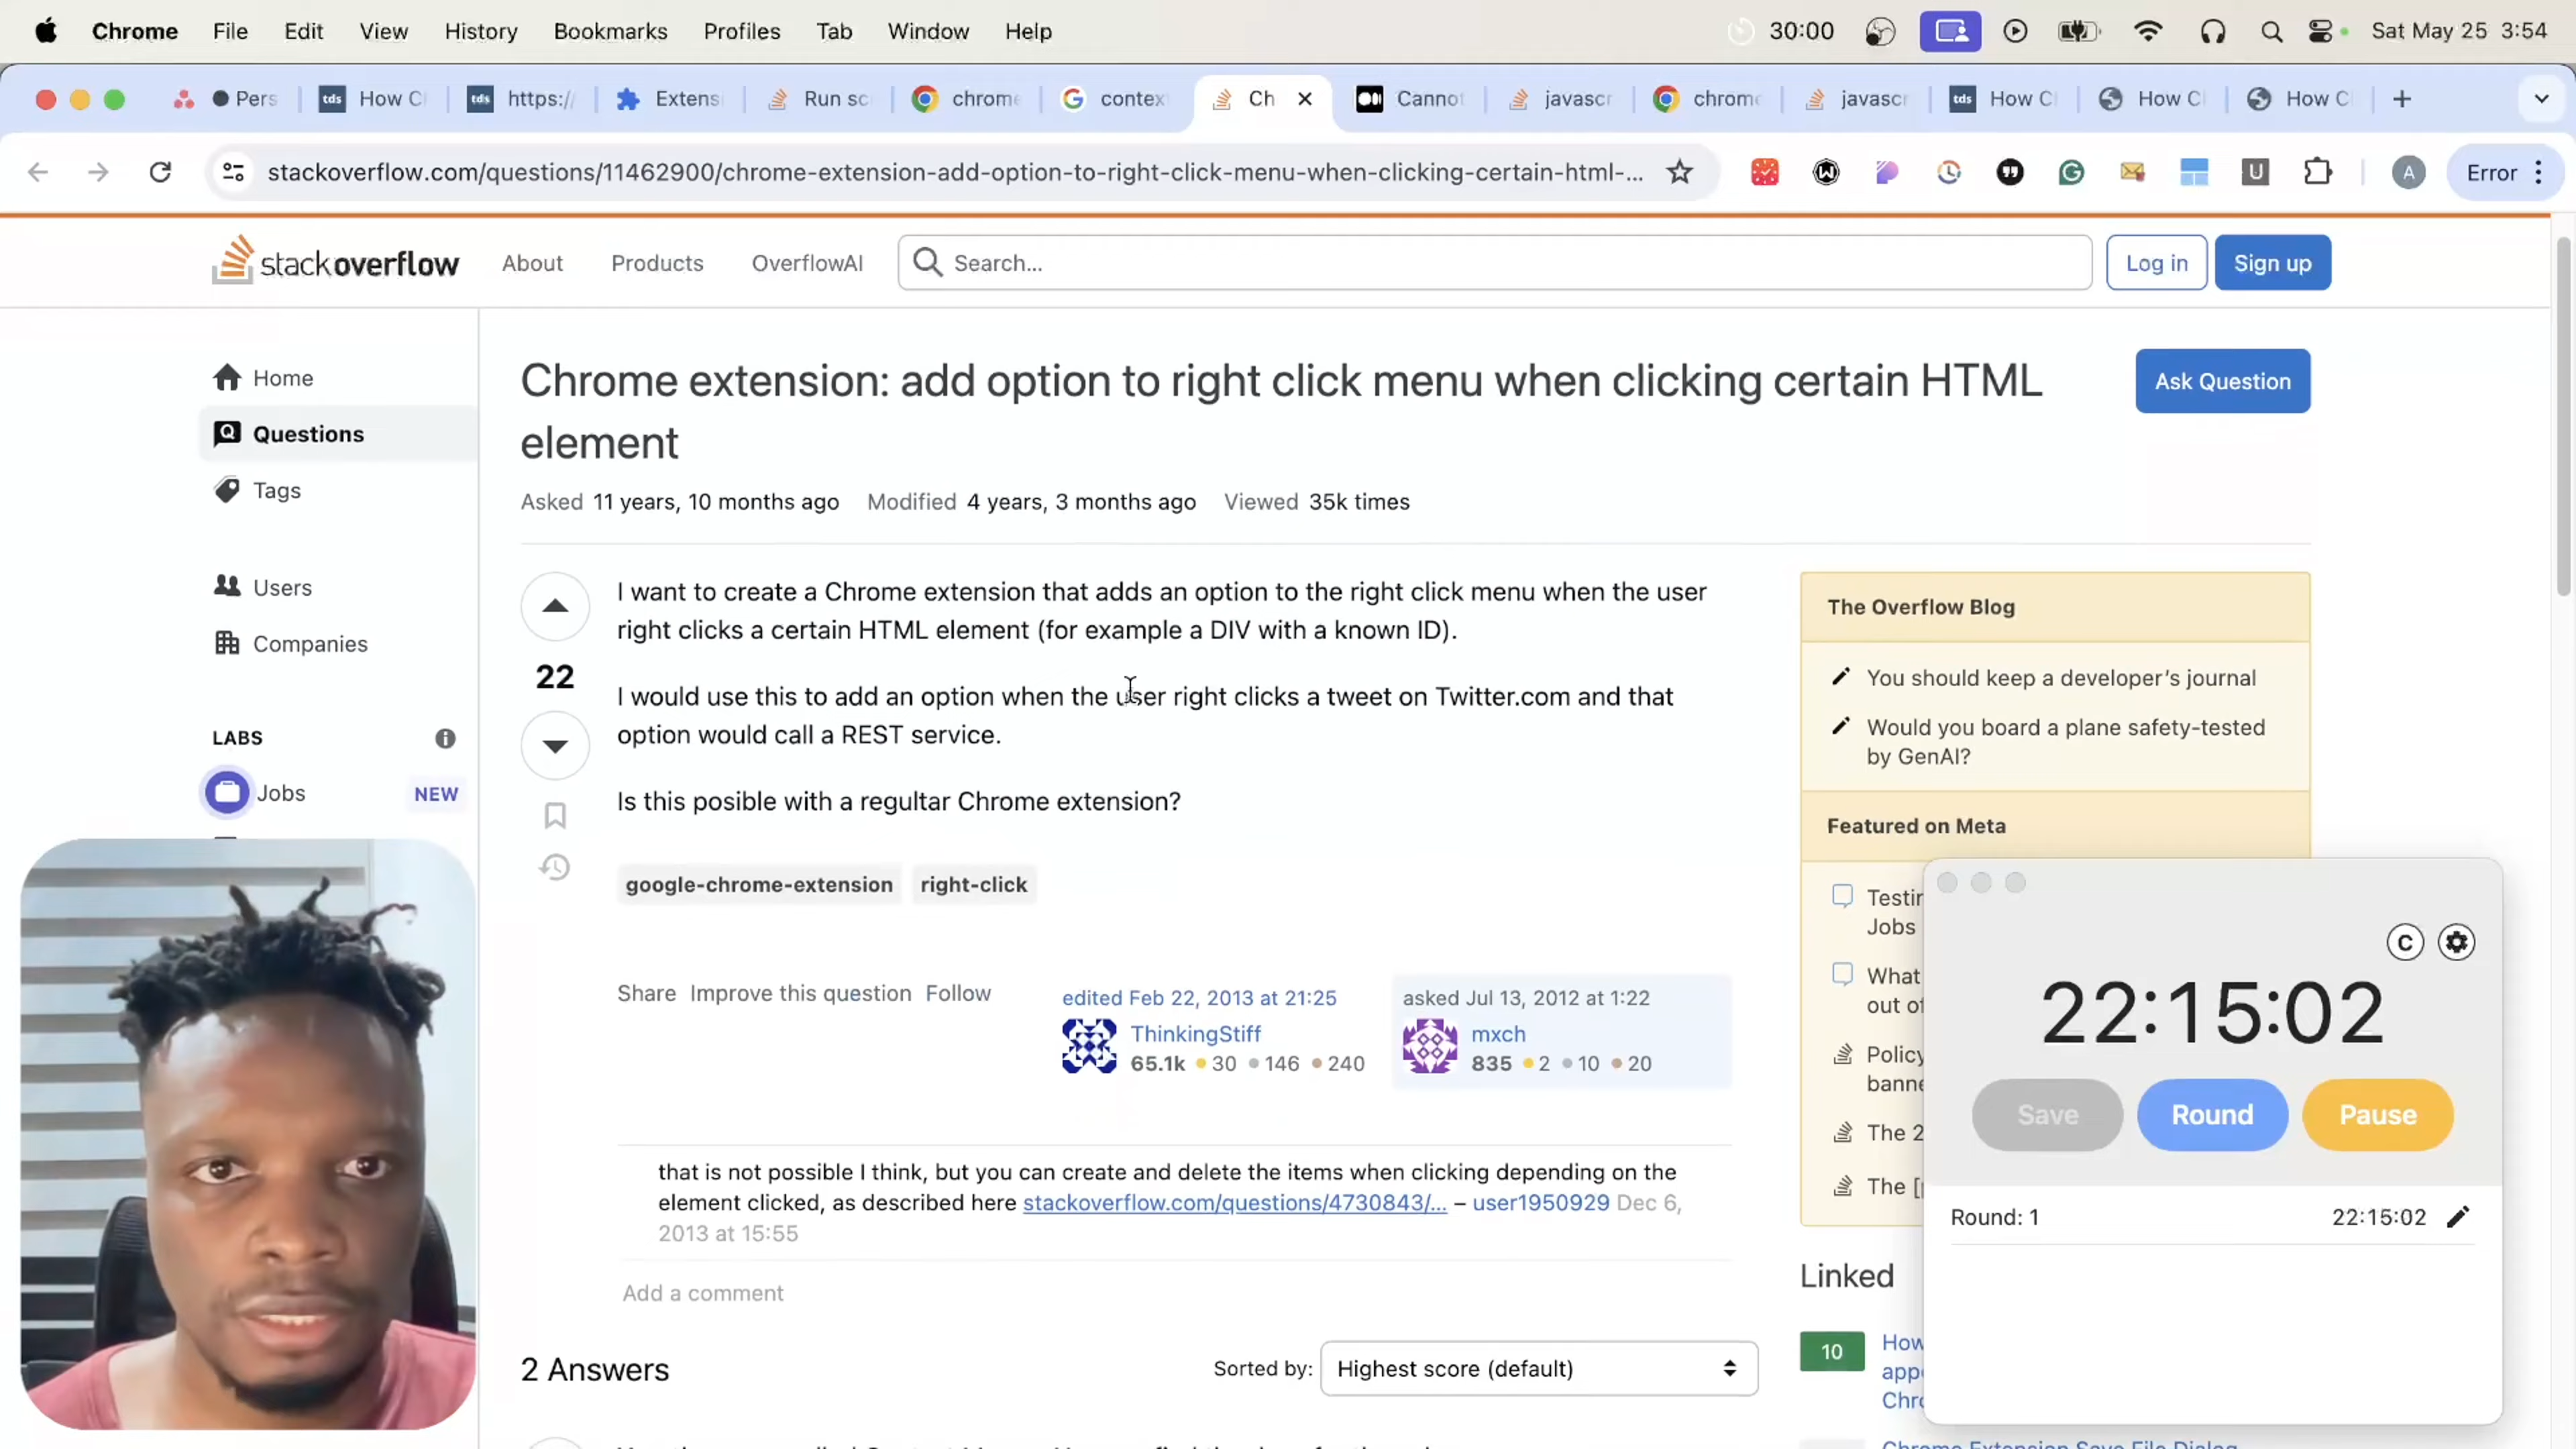 Chrome File Edit View History Bookmarks Profiles Tab Window Help 30:00 Sat May 25 3:54
Pers How C https:/ Extens Run sc chrome contex Ch Cannot javascr chrome javascr How C How C How C
stackoverflow.com/questions/11462900/chrome-extension-add-option-to-right-click-menu-when-clicking-certain-html-... A Error
stackoverflow About Products OverflowAI Search... Log in Sign up
Home
Questions
Tags
Users
Companies
LABS
Jobs NEW
Chrome extension: add option to right click menu when clicking certain HTML
element
Ask Question
Asked 11 years, 10 months ago Modified 4 years, 3 months ago Viewed 35k times
22
I want to create a Chrome extension that adds an option to the right click menu when the user
right clicks a certain HTML element (for example a DIV with a known ID).
I would use this to add an option when the user right clicks a tweet on Twitter.com and that
option would call a REST service.
Is this posible with a regultar Chrome extension?
google-chrome-extension right-click
Share Improve this question Follow
edited Feb 22, 2013 at 21:25
ThinkingStiff
65.1k 30 146 240
asked Jul 13, 2012 at 1:22
mxch
835 2 10 20
that is not possible I think, but you can create and delete the items when clicking depending on the
element clicked, as described here stackoverflow.com/questions/4730843/... – user1950929 Dec 6,
2013 at 15:55
Add a comment
2 Answers
Sorted by: Highest score (default)
The Overflow Blog
You should keep a developer's journal
Would you board a plane safety-tested
by GenAI?
Featured on Meta
Testin
Jobs
What
out of
Policy
banne
The 2
The [
Linked
10 How
appe
Chro
Chrome Extension Save File Dialog
C
22:15:02
Save Round Pause
Round: 1 22:15:02